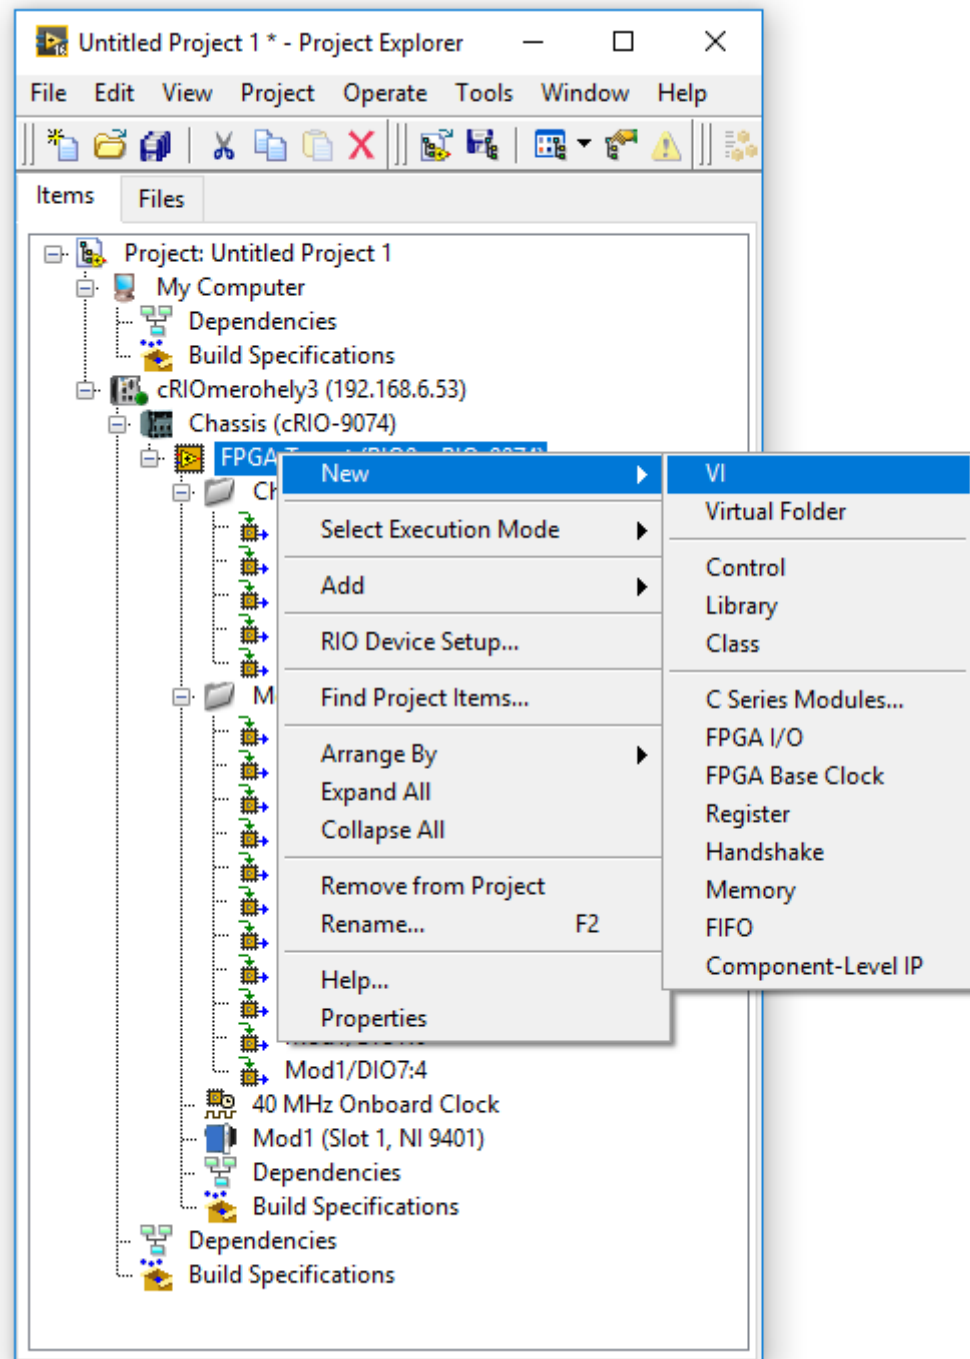 Untitled Project 1 * - Project Explorer
File Edit View Project Operate Tools Window Help
Items Files
Project: Untitled Project 1
My Computer
Dependencies
Build Specifications
cRIOmerohely3 (192.168.6.53)
Chassis (cRIO-9074)
FPGA
New
Select Execution Mode
Add
RIO Device Setup...
Find Project Items...
Arrange By
Expand All
Collapse All
Remove from Project
Rename... F2
Help...
Properties
VI
Virtual Folder
Control
Library
Class
C Series Modules...
FPGA I/O
FPGA Base Clock
Register
Handshake
Memory
FIFO
Component-Level IP
Mod1/DIO7:4
40 MHz Onboard Clock
Mod1 (Slot 1, NI 9401)
Dependencies
Build Specifications
Dependencies
Build Specifications